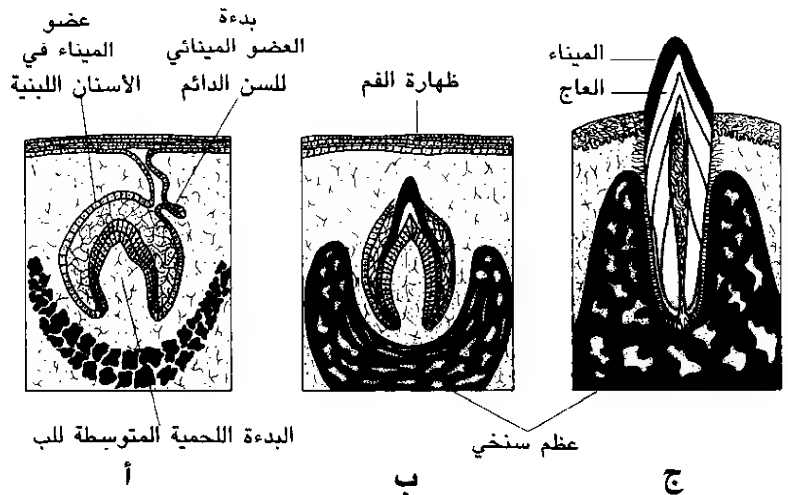 بدءة
العضو المينائي
للسن الدائم
عضو
الميناء في
الأسنان اللبنية
ظهارة الفم
الميناء
العاج
البدءة اللحمية المتوسطة للب
عظم سنخي
أ
ب
ج